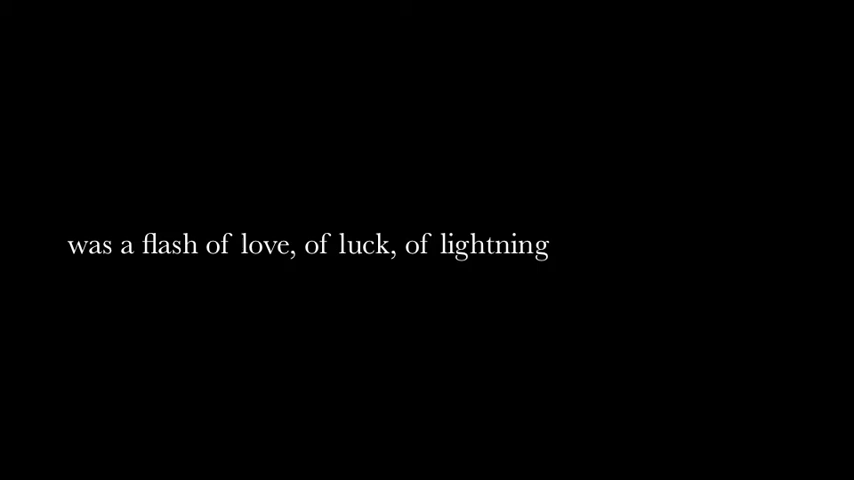 was a flash of love, of luck, of lightning